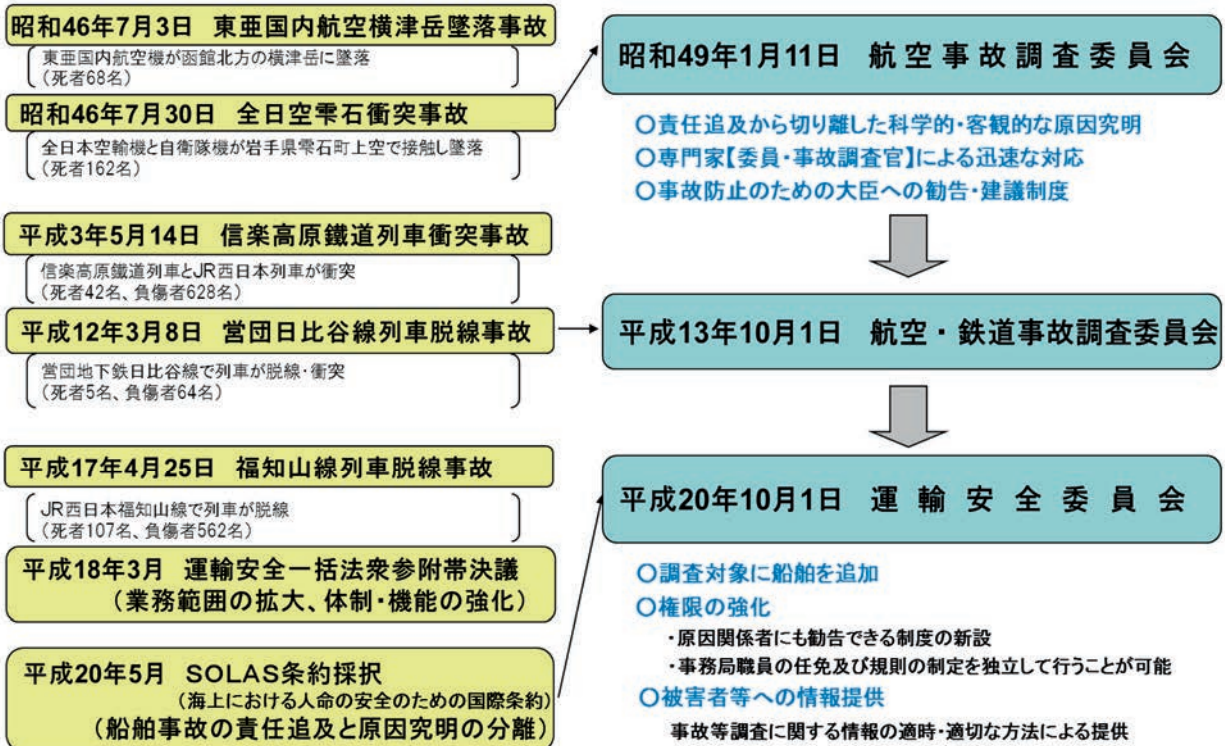 昭和46年7月3日 東亜国内航空横津岳墜落事故
東亜国内航空機が函館北方の横津岳に墜落
(死者68名)
昭和46年7月30日 全日空雫石衝突事故
全日本空輸機と自衛隊機が岩手県雫石町上空で接触し墜落
(死者162名)
昭和49年1月11日 航空事故調査委員会
○責任追及から切り離した科学的・客観的な原因究明
○専門家【委員・事故調査官】による迅速な対応
○事故防止のための大臣への勧告・建議制度
平成3年5月14日 信楽高原鐵道列車衝突事故
信楽高原鐵道列車とJR西日本列車が衝突
(死者42名、負傷者628名)
平成12年3月8日 営団日比谷線列車脱線事故
営団地下鉄日比谷線で列車が脱線・衝突
(死者5名、負傷者64名)
平成13年10月1日 航空・鉄道事故調査委員会
平成17年4月25日 福知山線列車脱線事故
JR西日本福知山線で列車が脱線
(死者107名、負傷者562名)
平成18年3月 運輸安全一括法衆参附帯決議
(業務範囲の拡大、体制・機能の強化)
平成20年5月 SOLAS条約採択
(海上における人命の安全のための国際条約)
(船舶事故の責任追及と原因究明の分離)
平成20年10月1日 運輸安全委員会
○調査対象に船舶を追加
○権限の強化
・原因関係者にも勧告できる制度の新設
・事務局職員の任免及び規則の制定を独立して行うことが可能
○被害者等への情報提供
事故等調査に関する情報の適時・適切な方法による提供